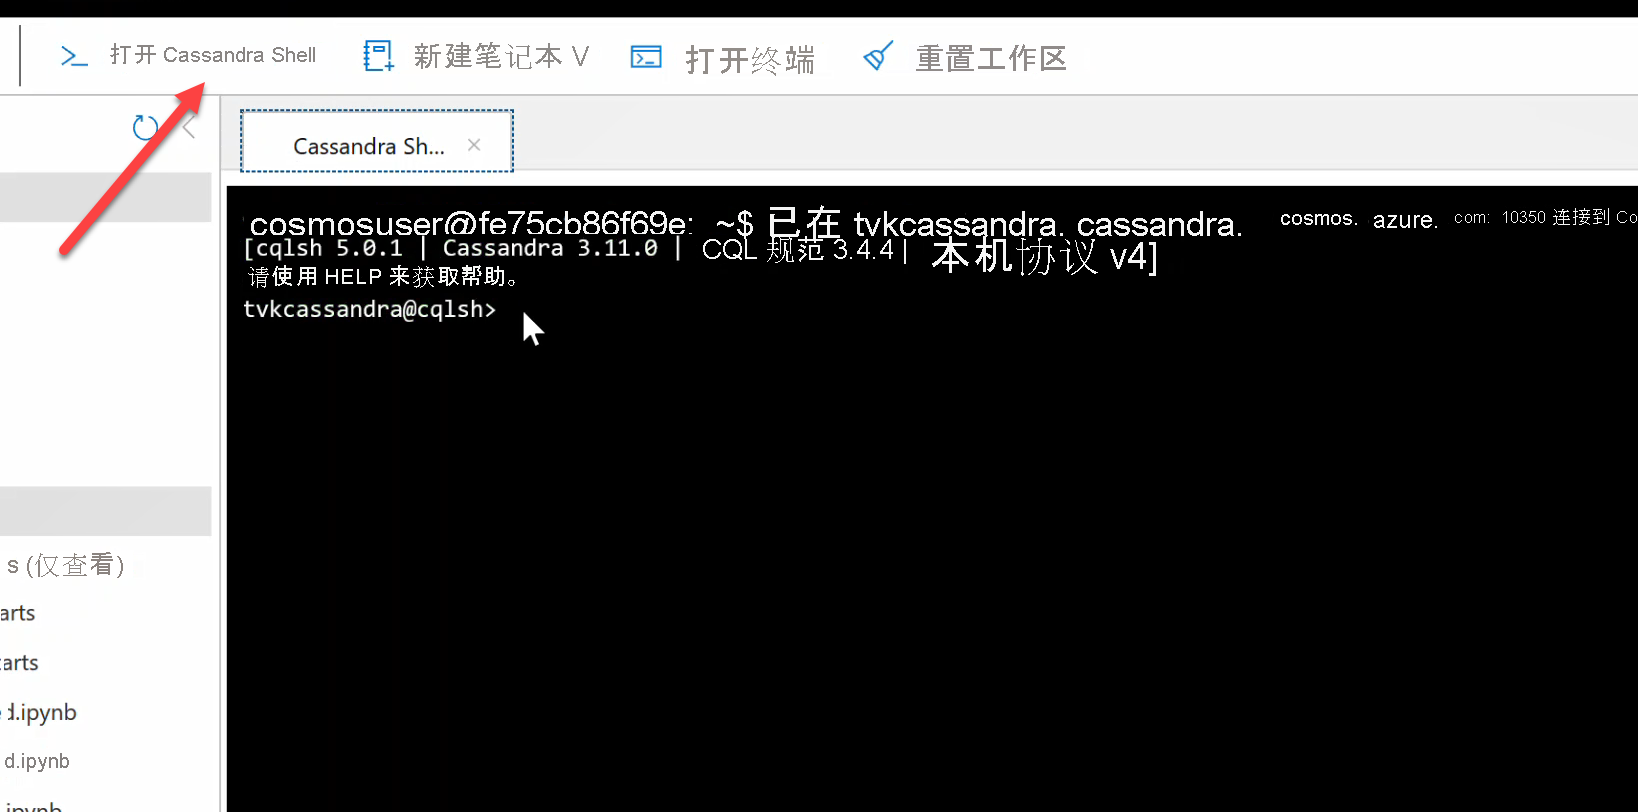 打开 Cassandra Shell 新建笔记本 V 打开终端 重置工作区
Cassandra Sh...
cosmosuser@fe75cb86f69e: ~$ 已在 tvkcassandra. cassandra. cosmos. azure. com: 10350 连接到 Co
[cqlsh 5.0.1 | Cassandra 3.11.0 | CQL 规范 3.4.4 | 本机协议 v4]
请使用 HELP 来获取帮助。
tvkcassandra@cqlsh>
s (仅查看)
arts
arts
d.ipynb
d.ipynb
.ipynb